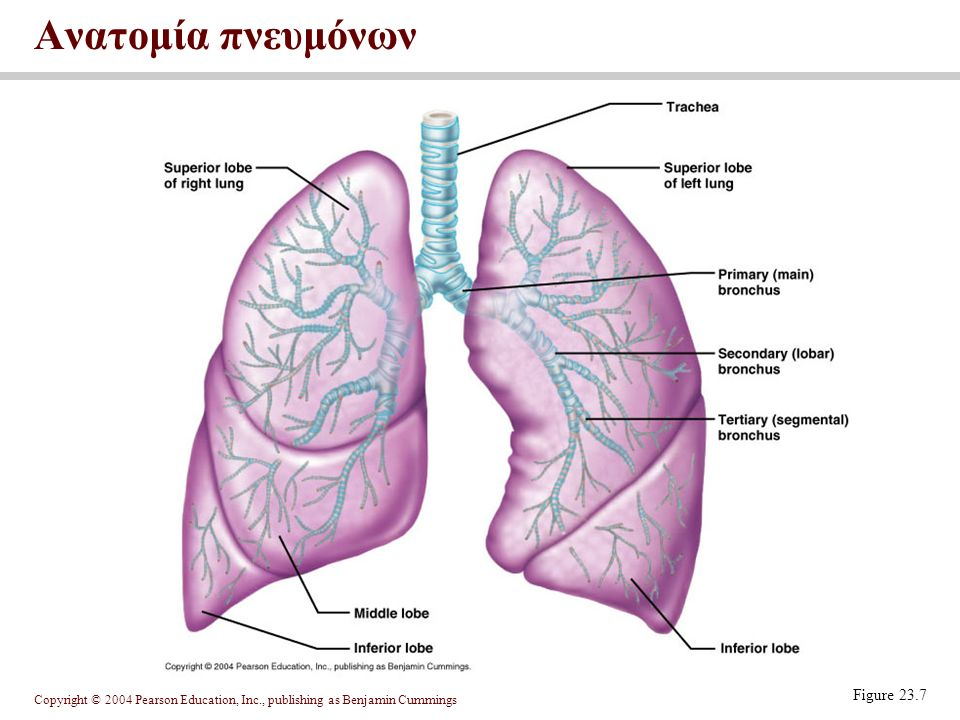 Ανατομία πνευμόνων
Trachea
Superior lobe
of right lung
Superior lobe
of left lung
Primary (main)
bronchus
Secondary (lobar)
bronchus
Tertiary (segmental)
bronchus
Middle lobe
Inferior lobe
Inferior lobe
Copyright © 2004 Pearson Education, Inc., publishing as Benjamin Cummings.
Copyright © 2004 Pearson Education, Inc., publishing as Benjamin Cummings
Figure 23.7